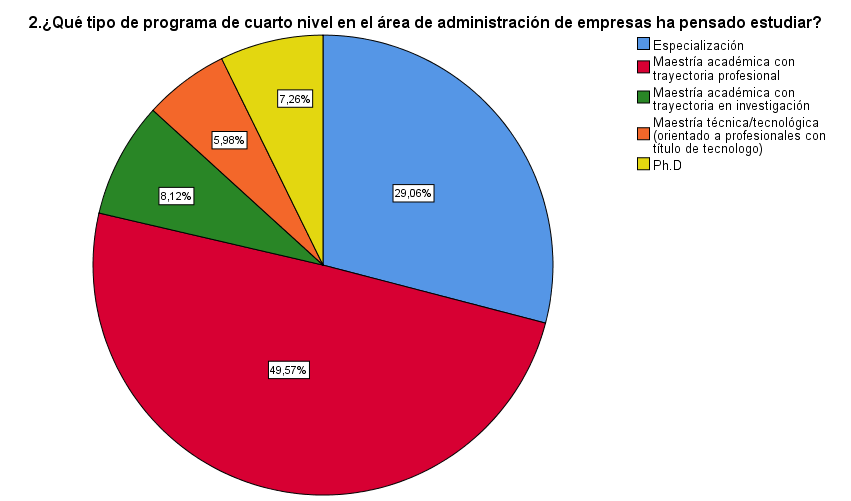 2.¿Qué tipo de programa de cuarto nivel en el área de administración de empresas ha pensado estudiar?
Especialización
Maestría académica con
trayectoria profesional
Maestría académica con
trayectoria en investigación
Maestría técnica/tecnológica
(orientado a profesionales con
título de tecnologo)
Ph.D
7,26%
5,98%
29,06%
8,12%
49,57%